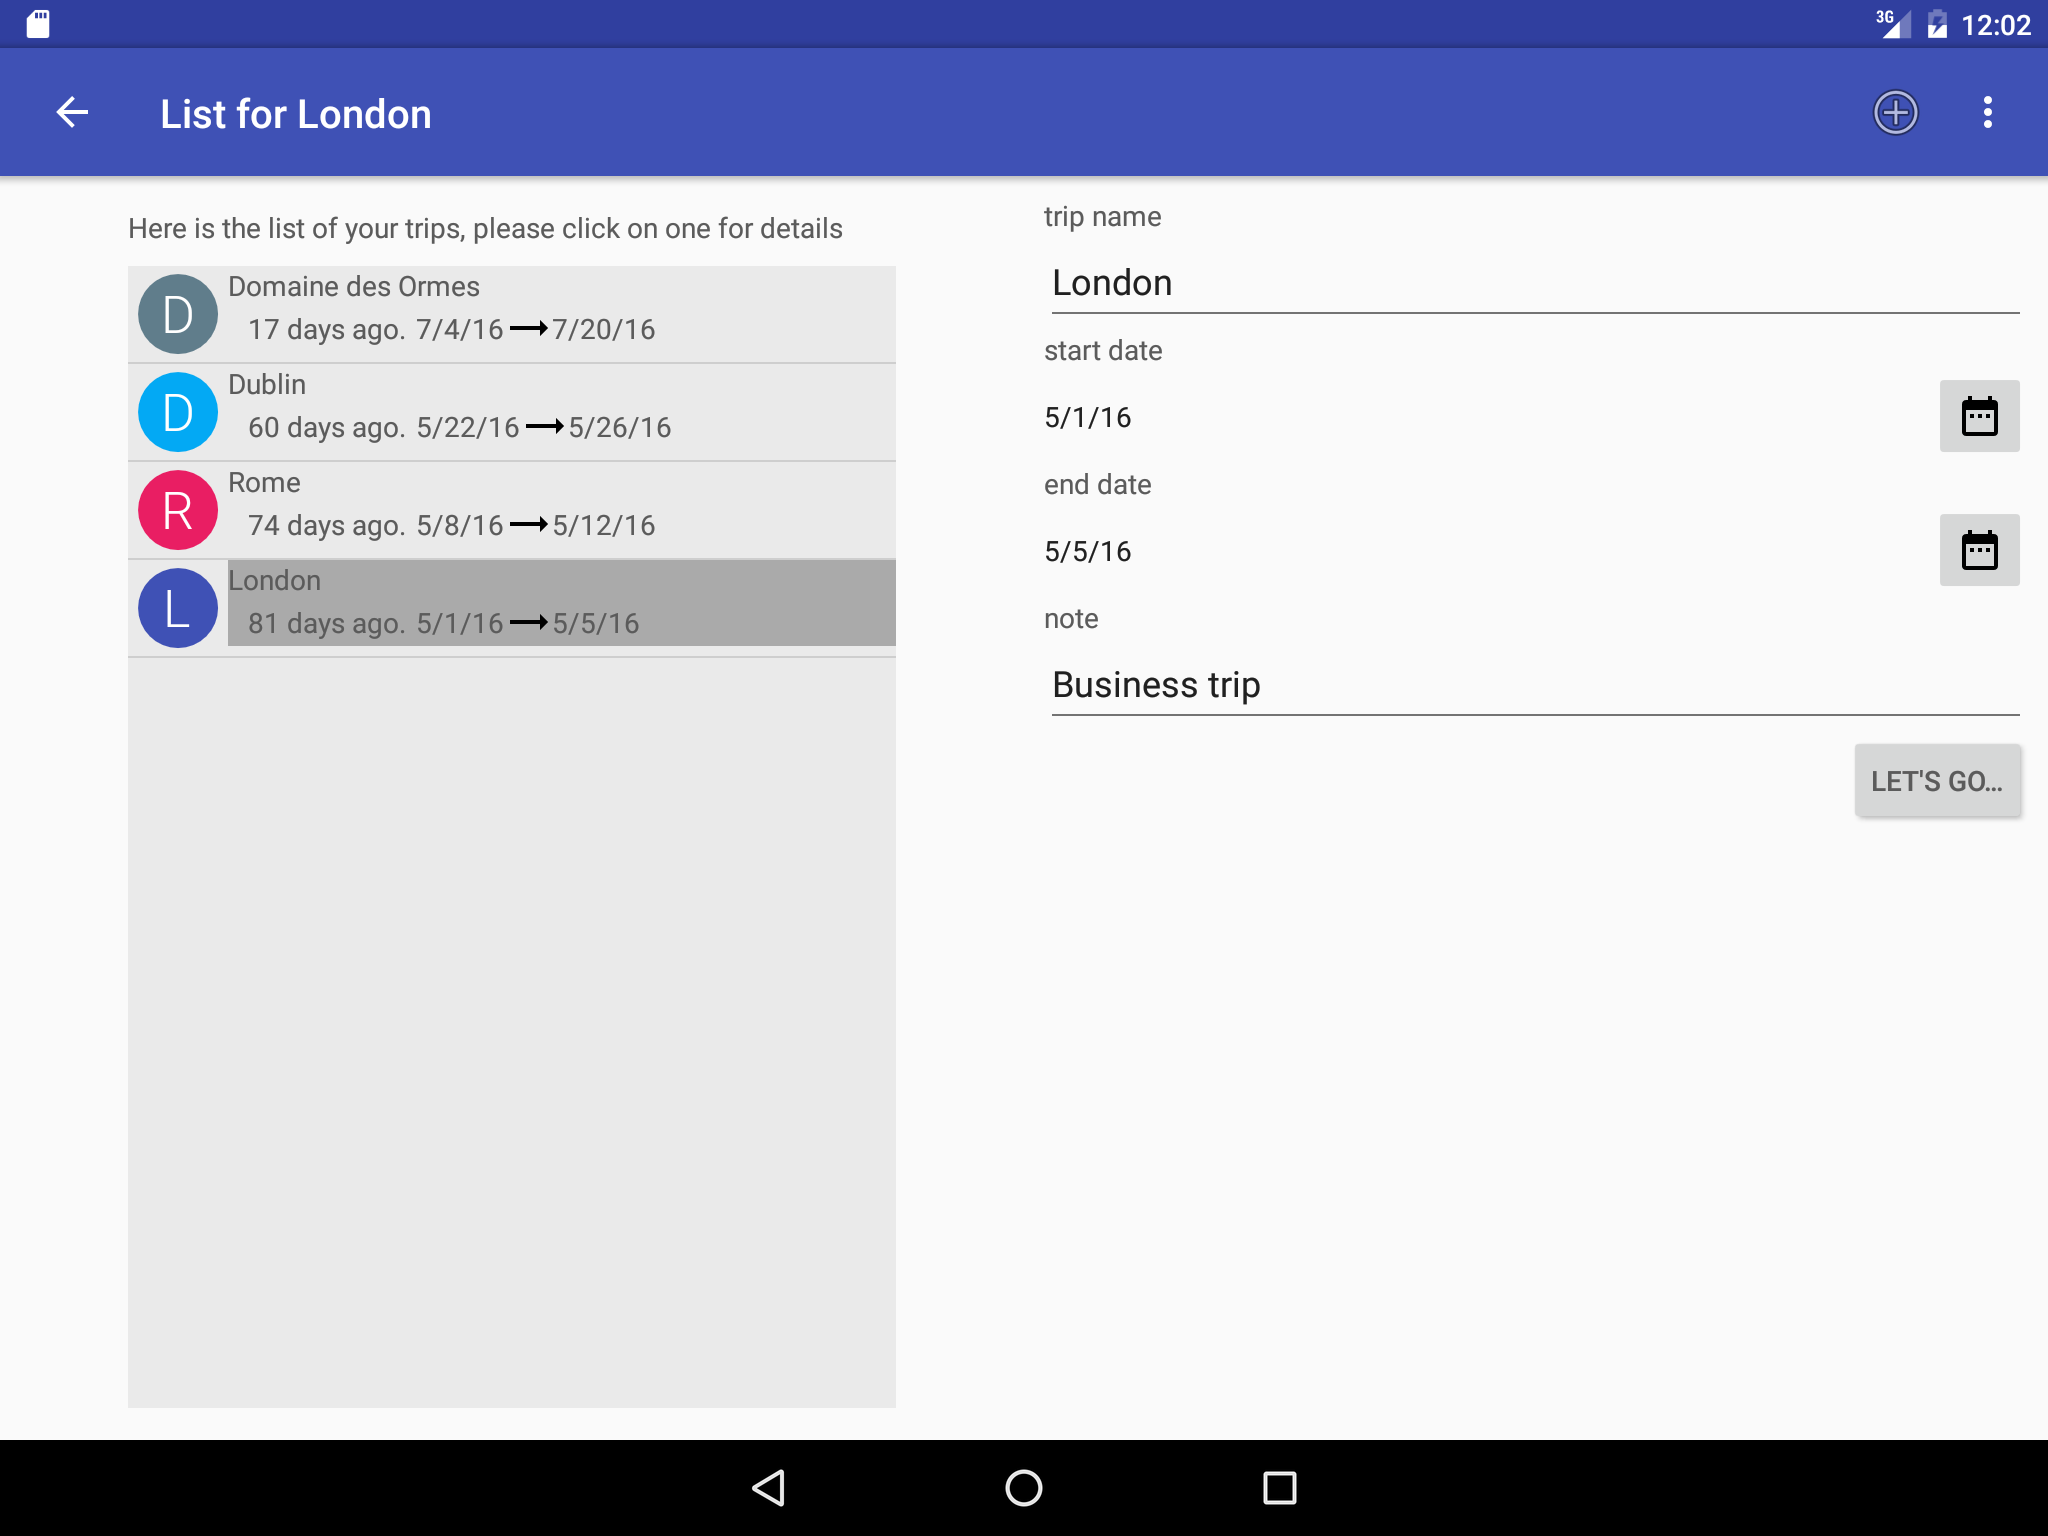 3G 12:02
List for London
Here is the list of your trips, please click on one for details
D Domaine des Ormes
17 days ago. 7/4/16 → 7/20/16
D Dublin
60 days ago. 5/22/16 → 5/26/16
R Rome
74 days ago. 5/8/16 → 5/12/16
L London
81 days ago. 5/1/16 → 5/5/16
trip name
London
start date
5/1/16
end date
5/5/16
note
Business trip
LET'S GO...